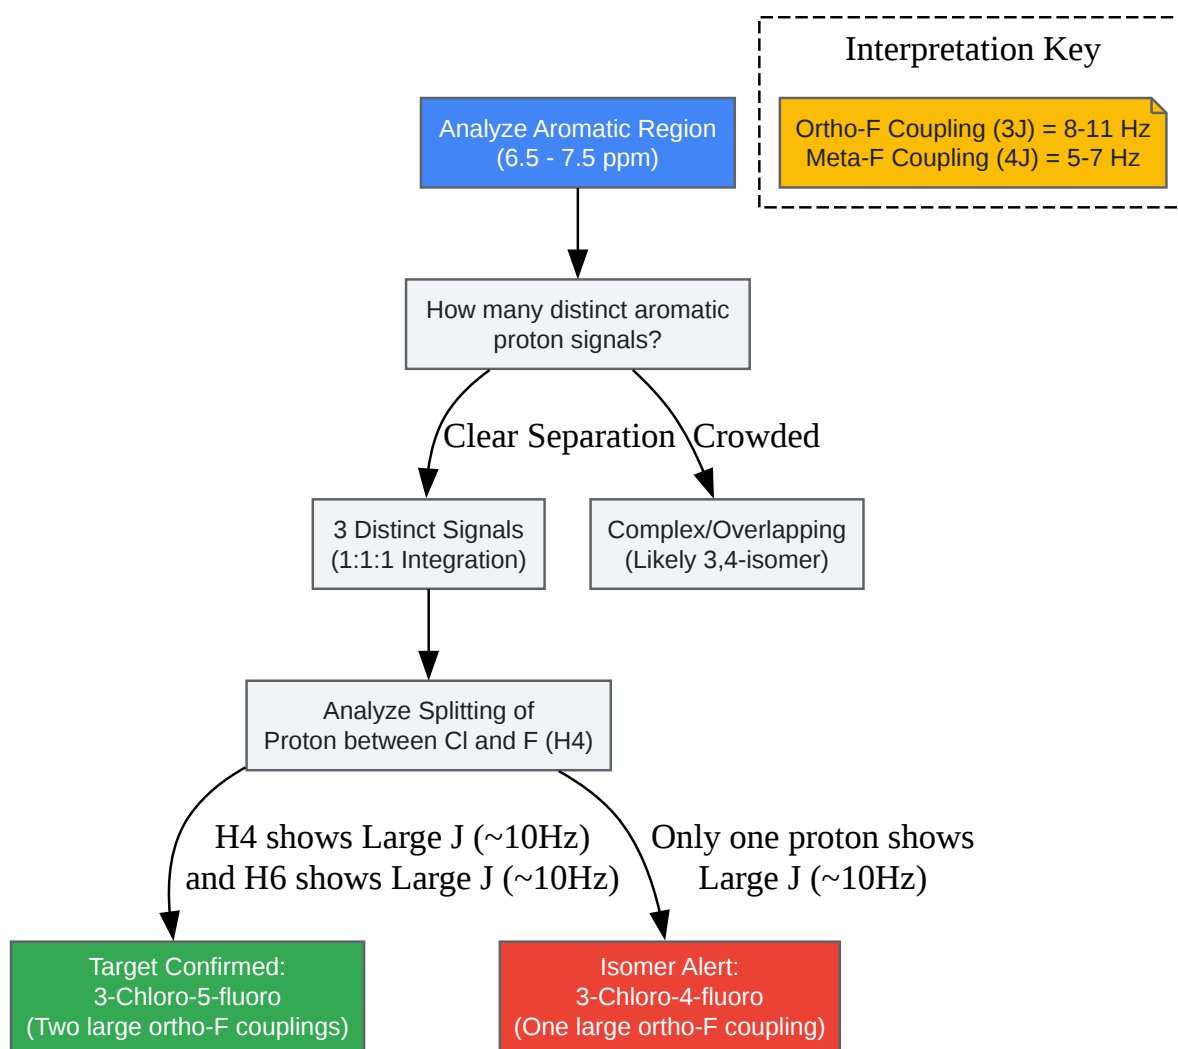 Interpretation Key
Analyze Aromatic Region
(6.5 - 7.5 ppm)
Ortho-F Coupling (3J) = 8-11 Hz
Meta-F Coupling (4J) = 5-7 Hz
How many distinct aromatic
proton signals?
Clear Separation
Crowded
3 Distinct Signals
(1:1:1 Integration)
Complex/Overlapping
(Likely 3,4-isomer)
Analyze Splitting of
Proton between Cl and F (H4)
H4 shows Large J (~10Hz)
and H6 shows Large J (~10Hz)
Only one proton shows
Large J (~10Hz)
Target Confirmed:
3-Chloro-5-fluoro
(Two large ortho-F couplings)
Isomer Alert:
3-Chloro-4-fluoro
(One large ortho-F coupling)